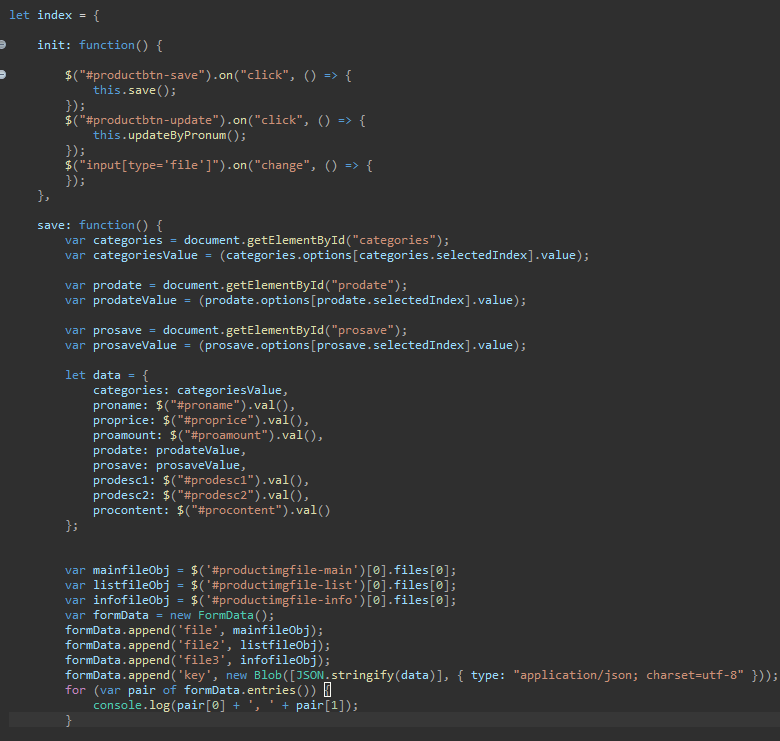 let index = {
init: function() {
$("#productbtn-save").on("click", () => {
this.save();
});
$("#productbtn-update").on("click", () => {
this.updateByPronum();
});
$("input[type='file']").on("change", () => {
});
},
save: function() {
var categories = document.getElementById("categories");
var categoriesValue = (categories.options[categories.selectedIndex].value);
var prodate = document.getElementById("prodate");
var prodateValue = (prodate.options[prodate.selectedIndex].value);
var prosave = document.getElementById("prosave");
var prosaveValue = (prosave.options[prosave.selectedIndex].value);
let data = {
categories: categoriesValue,
proname: $("#proname").val(),
proprice: $("#proprice").val(),
proamount: $("#proamount").val(),
prodate: prodateValue,
prosave: prosaveValue,
prodesc1: $("#prodesc1").val(),
prodesc2: $("#prodesc2").val(),
procontent: $("#procontent").val()
};
var mainfileObj = $('#productimgfile-main')[0].files[0];
var listfileObj = $('#productimgfile-list')[0].files[0];
var infofileObj = $('#productimgfile-info')[0].files[0];
var formData = new FormData();
formData.append('file', mainfileObj);
formData.append('file2', listfileObj);
formData.append('file3', infofileObj);
formData.append('key', new Blob([JSON.stringify(data)], { type: "application/json; charset=utf-8" }));
for (var pair of formData.entries()) {
console.log(pair[0] + ', ' + pair[1]);
}